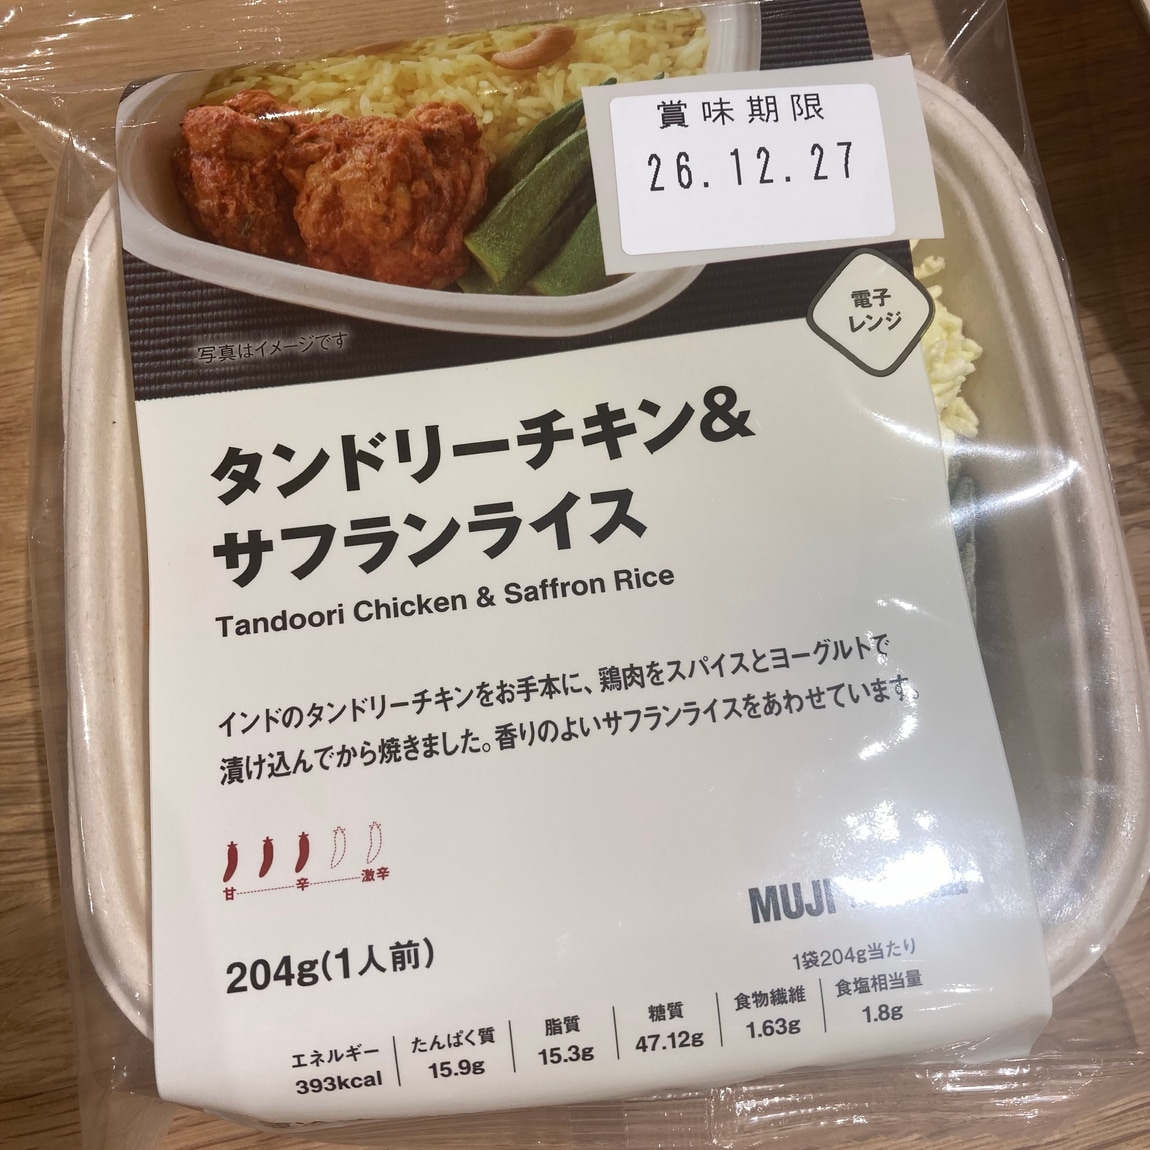 賞味期限
26.12.27
電子
レンジ
写真はイメージです
タンドリーチキン&
サフランライス
Tandoori Chicken & Saffron Rice
インドのタンドリーチキンをお手本に、鶏肉をスパイスとヨーグルトで
漬け込んでから焼きました。香りのよいサフランライスをあわせています。
甘 辛 激辛
204g(1人前)
MUJI
1袋204g当たり
エネルギー たんぱく質 脂質 糖質 食物繊維 食塩相当量
393kcal 15.9g 15.3g 47.12g 1.63g 1.8g